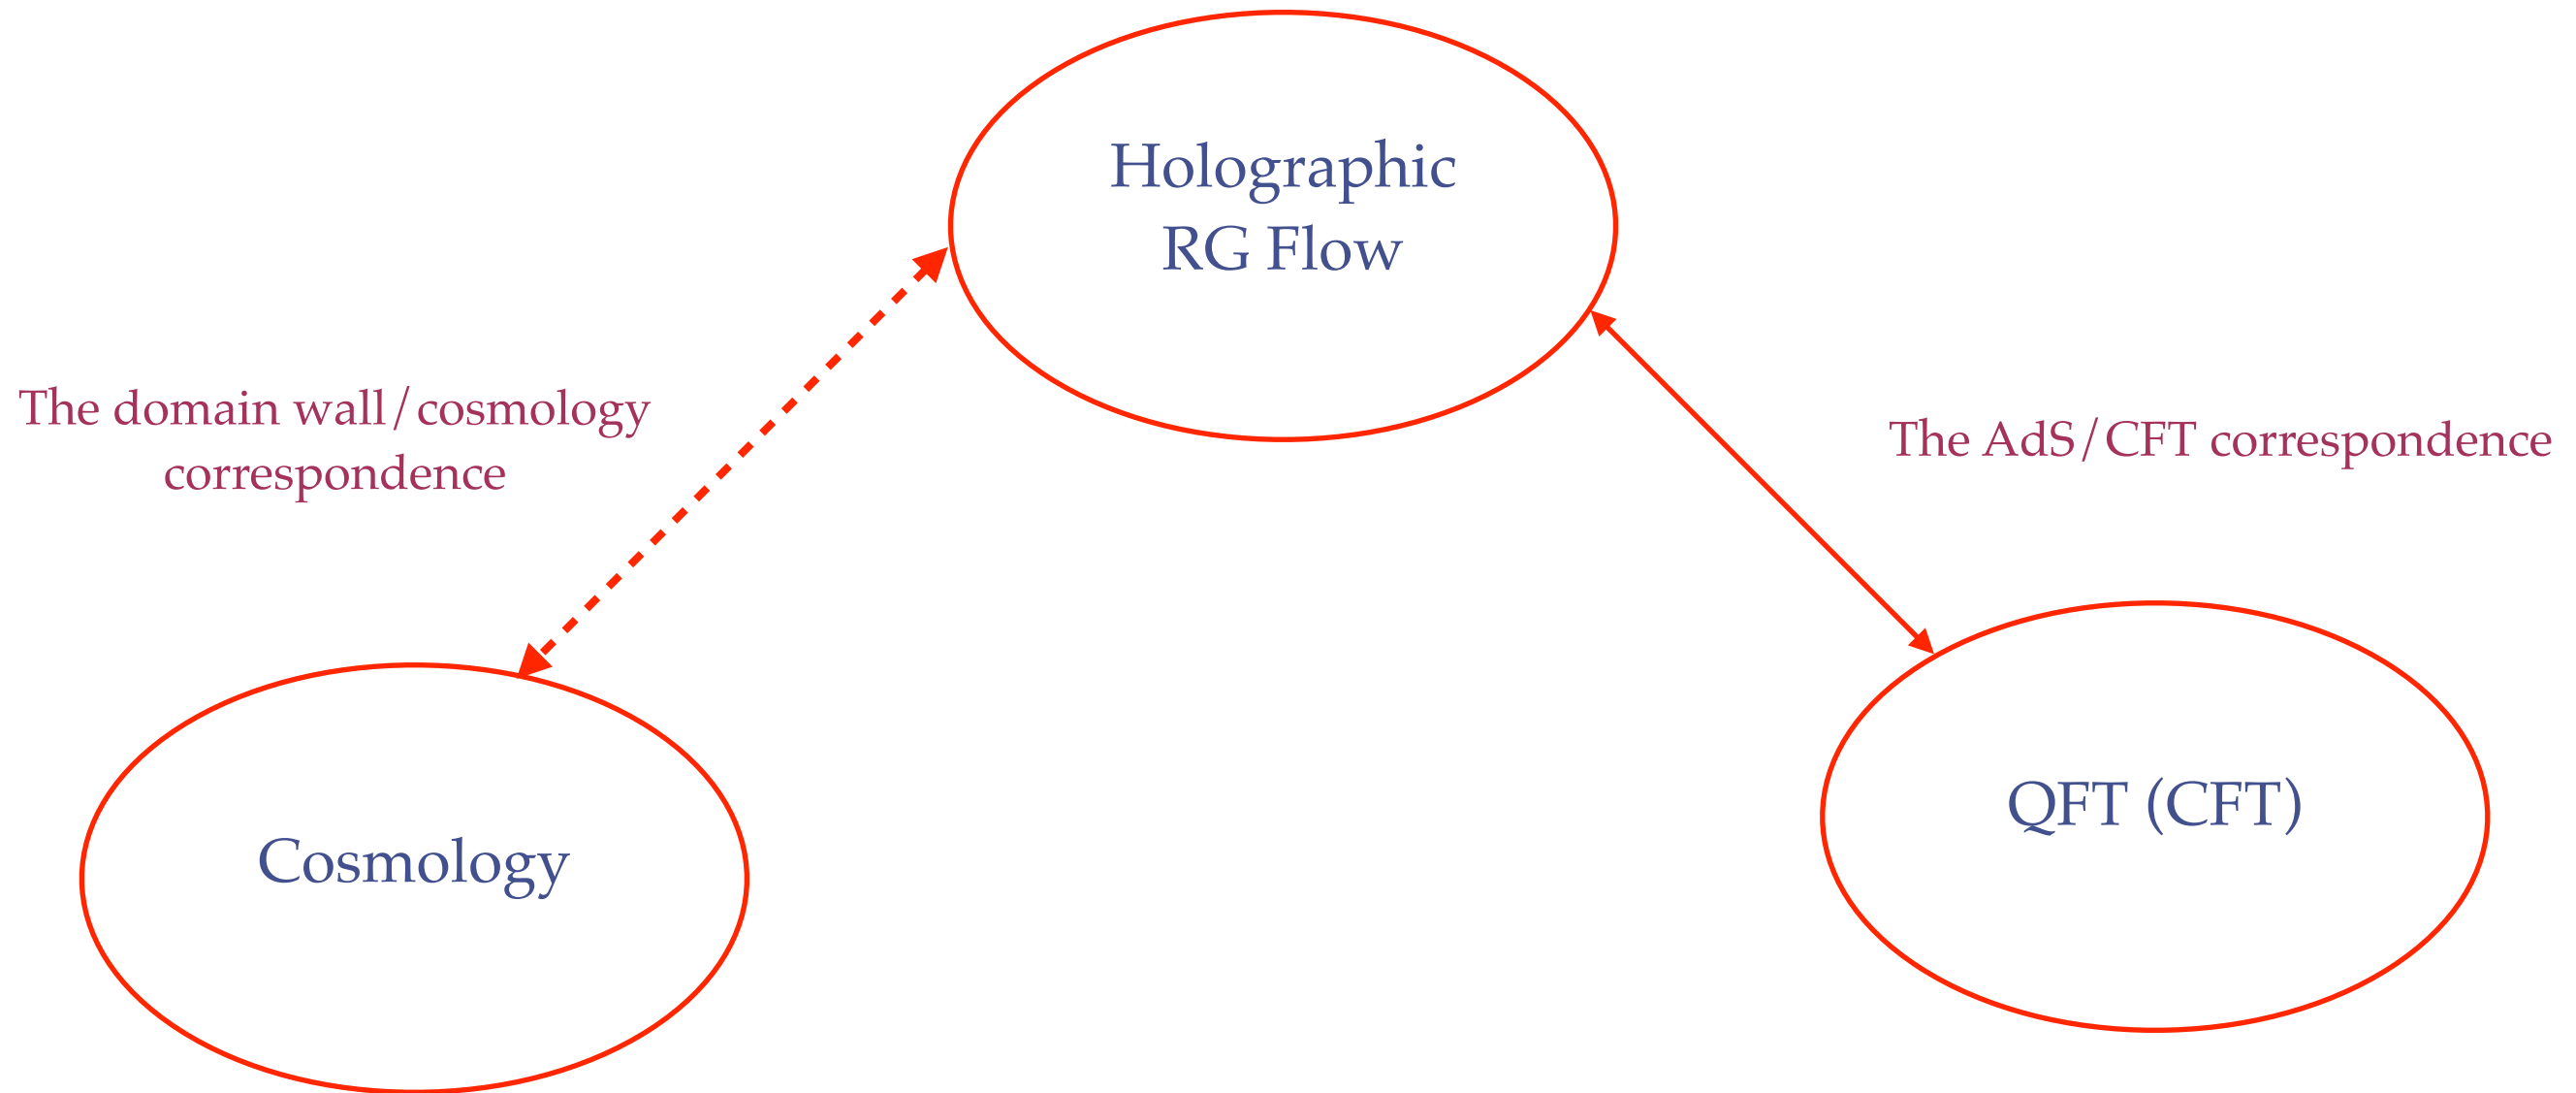 Holographic
RG Flow
The domain wall/cosmology
correspondence
The AdS/CFT correspondence
Cosmology
QFT (CFT)